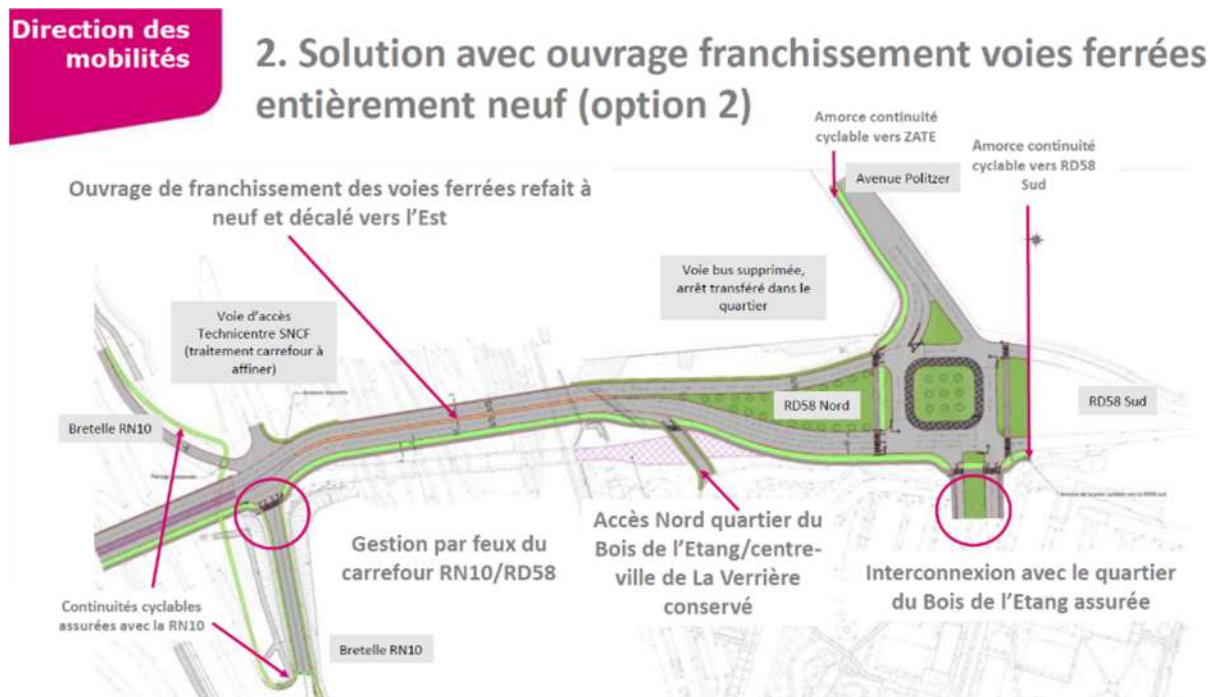 Direction des
mobilités
2. Solution avec ouvrage franchissement voies ferrées
entièrement neuf (option 2)
Amorce continuité
cyclable vers ZATE
Amorce continuité
cyclable vers RD58
Sud
Avenue Politzer
Ouvrage de franchissement des voies ferrées refait à
neuf et décalé vers l'Est
Voie bus supprimée,
arrêt transféré dans le
quartier
Voie d'accès
Technicentre SNCF
(traitement carrefour à
affiner)
Bretelle RN10
RD58 Nord
RD58 Sud
Gestion par feux du
carrefour RN10/RD58
Accès Nord quartier du
Bois de l'Etang/centre-
ville de La Verrière
conservé
Interconnexion avec le quartier
du Bois de l'Etang assurée
Continuités cyclables
assurées avec la RN10
Bretelle RN10